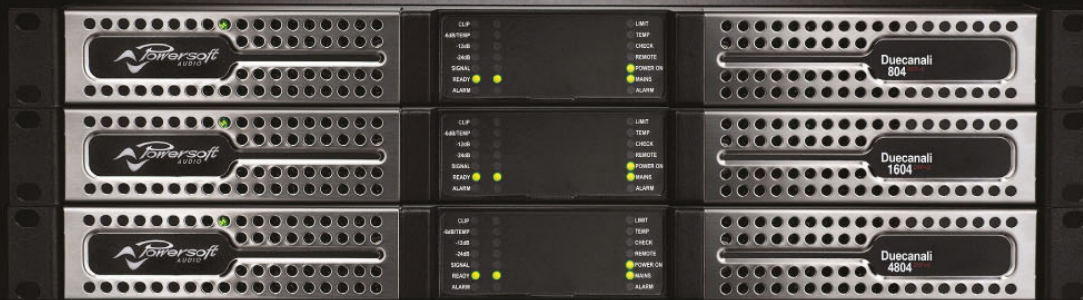 Powersoft
AUDIO
CLIP
-6dB/TEMP
-12dB
-24dB
SIGNAL
READY
ALARM
LIMIT
TEMP
CHECK
REMOTE
POWER ON
MAINS
ALARM
Duecanali
804
Powersoft
AUDIO
CLIP
-6dB/TEMP
-12dB
-24dB
SIGNAL
READY
ALARM
LIMIT
TEMP
CHECK
REMOTE
POWER ON
MAINS
ALARM
Duecanali
1604
Powersoft
AUDIO
CLIP
-6dB/TEMP
-12dB
-24dB
SIGNAL
READY
ALARM
LIMIT
TEMP
CHECK
REMOTE
POWER ON
MAINS
ALARM
Duecanali
4804